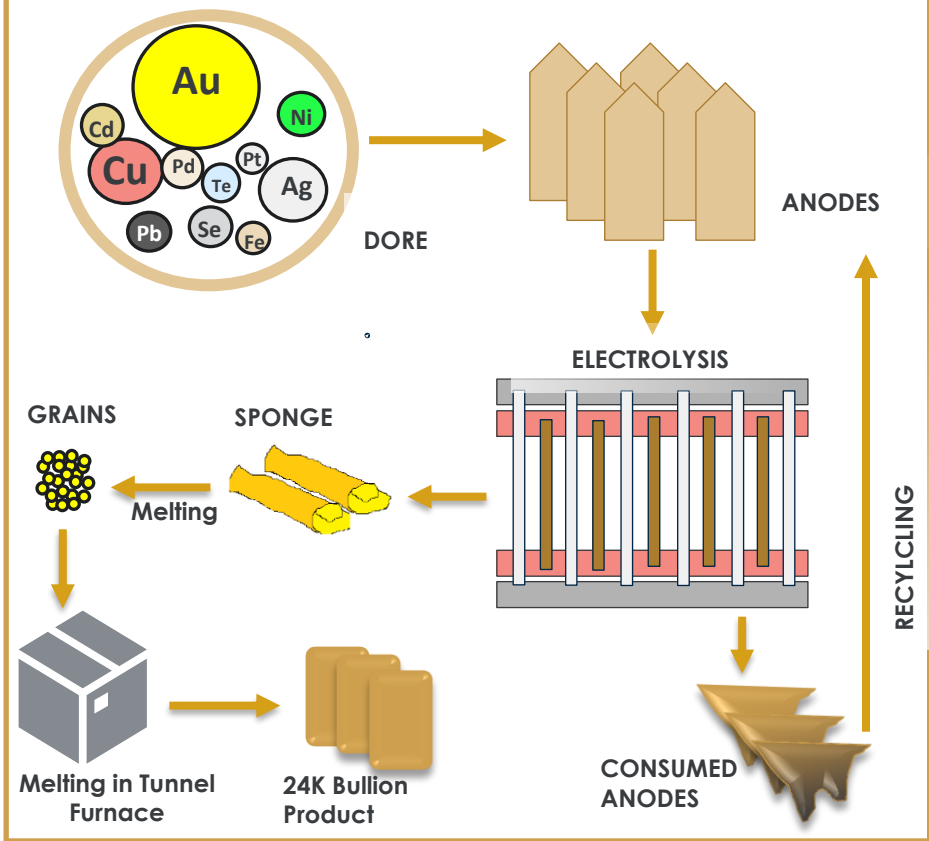 Au
Cd
Ni
Cu
Pd
Pt
Te
Ag
Pb
Se
Fe
DORE
ANODES
ELECTROLYSIS
GRAINS
SPONGE
Melting
RECYLCLING
Melting in Tunnel
Furnace
24K Bullion
Product
CONSUMED
ANODES